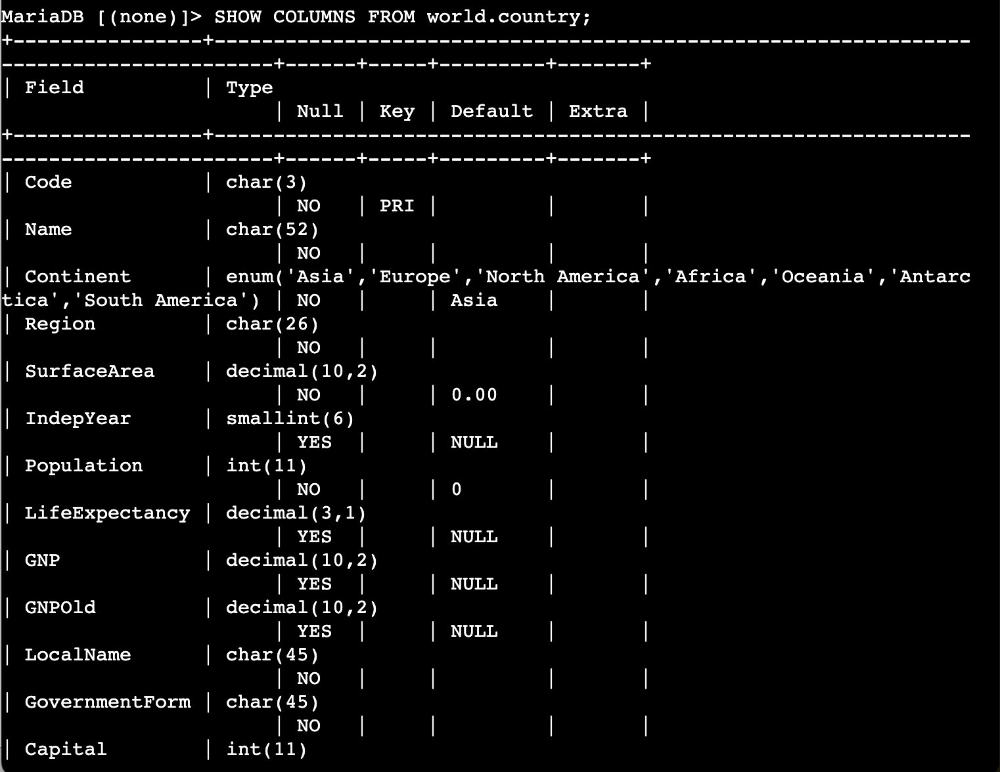 MariaDB [(none)]> SHOW COLUMNS FROM world.country;
+----------------+----------------------------------------------------------------
-----------------------+------+-----+---------+-------+
| Field          | Type
                       | Null | Key | Default | Extra |
+----------------+----------------------------------------------------------------
-----------------------+------+-----+---------+-------+
| Code           | char(3)
                       | NO   | PRI |         |       |
| Name           | char(52)
                       | NO   |     |         |       |
| Continent      | enum('Asia','Europe','North America','Africa','Oceania','Antarc
tica','South America') | NO   |     | Asia    |       |
| Region         | char(26)
                       | NO   |     |         |       |
| SurfaceArea    | decimal(10,2)
                       | NO   |     | 0.00    |       |
| IndepYear      | smallint(6)
                       | YES  |     | NULL    |       |
| Population     | int(11)
                       | NO   |     | 0       |       |
| LifeExpectancy | decimal(3,1)
                       | YES  |     | NULL    |       |
| GNP            | decimal(10,2)
                       | YES  |     | NULL    |       |
| GNPOld         | decimal(10,2)
                       | YES  |     | NULL    |       |
| LocalName      | char(45)
                       | NO   |     |         |       |
| GovernmentForm | char(45)
                       | NO   |     |         |       |
| Capital        | int(11)